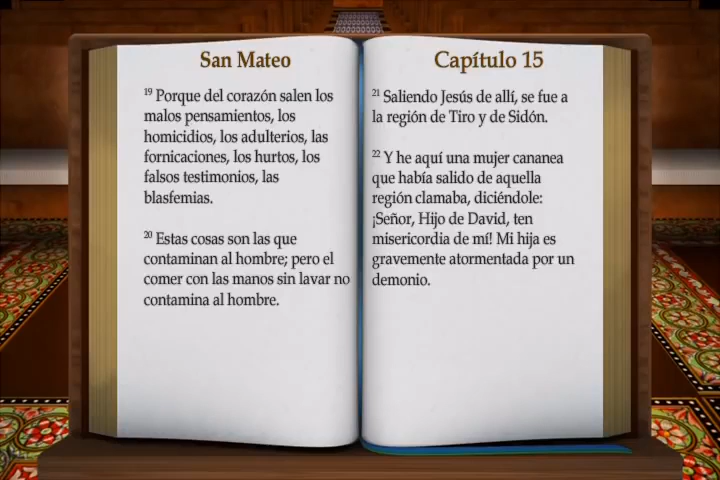 San Mateo
19 Porque del corazón salen los
malos pensamientos, los
homicidios, los adulterios, las
fornicaciones, los hurtos, los
falsos testimonios, las
blasfemias.
20 Estas cosas son las que
contaminan al hombre; pero el
comer con las manos sin lavar no
contamina al hombre.
Capítulo 15
21 Saliendo Jesús de allí, se fue a
la región de Tiro y de Sidón.
22 Y he aquí una mujer cananea
que había salido de aquella
región clamaba, diciéndole:
¡Señor, Hijo de David, ten
misericordia de mí! Mi hija es
gravemente atormentada por un
demonio.